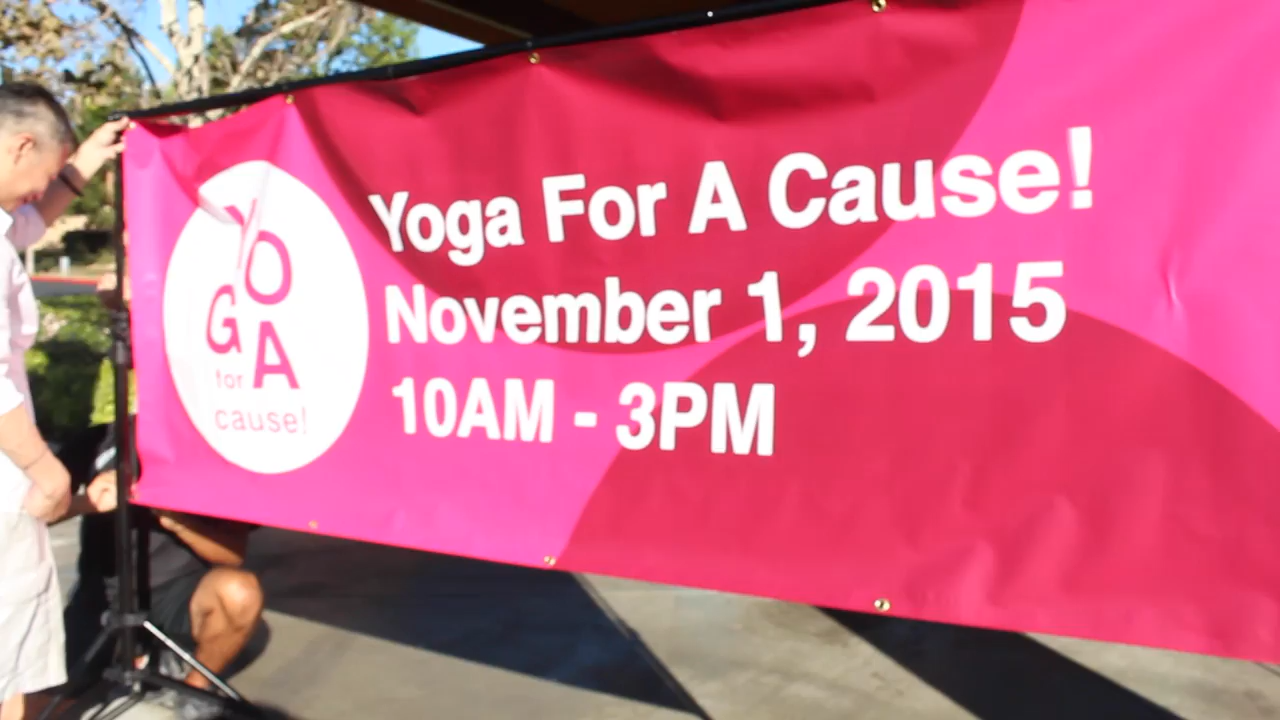 YOGA
for
cause!
Yoga For A Cause!
November 1, 2015
10AM - 3PM